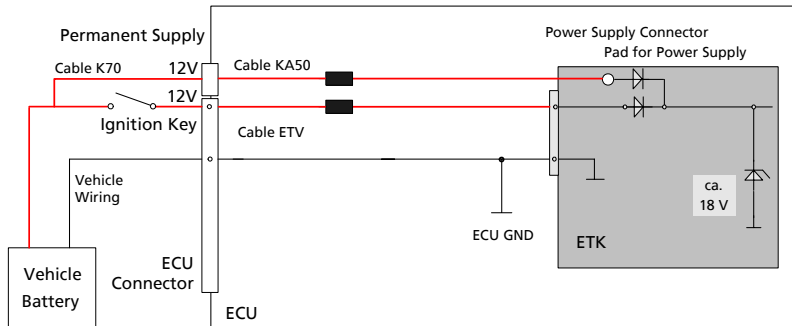 Permanent Supply
Power Supply Connector
Pad for Power Supply
Cable K70
12V
Cable KA50
12V
Ignition Key
Cable ETV
Vehicle
Wiring
ca.
18 V
ECU GND
ETK
ECU
Connector
Vehicle
Battery
ECU